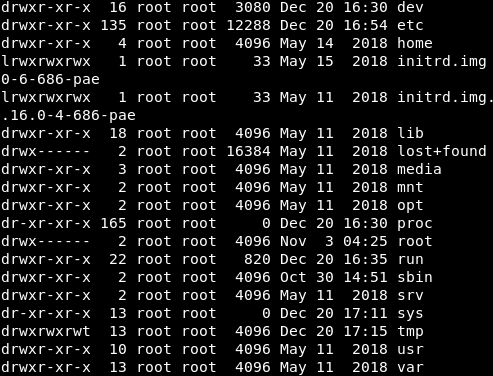 drwxr-xr-x  16 root root  3080 Dec 20 16:30 dev
drwxr-xr-x 135 root root 12288 Dec 20 16:54 etc
drwxr-xr-x   4 root root  4096 May 14  2018 home
lrwxrwxrwx   1 root root    33 May 15  2018 initrd.img
0-6-686-pae
lrwxrwxrwx   1 root root    33 May 11  2018 initrd.img.
.16.0-4-686-pae
drwxr-xr-x  18 root root  4096 May 11  2018 lib
drwx------   2 root root 16384 May 11  2018 lost+found
drwxr-xr-x   3 root root  4096 May 11  2018 media
drwxr-xr-x   2 root root  4096 May 11  2018 mnt
drwxr-xr-x   2 root root  4096 May 11  2018 opt
dr-xr-xr-x 165 root root     0 Dec 20 16:30 proc
drwx------   2 root root  4096 Nov  3 04:25 root
drwxr-xr-x  22 root root   820 Dec 20 16:35 run
drwxr-xr-x   2 root root  4096 Oct 30 14:51 sbin
drwxr-xr-x   2 root root  4096 May 11  2018 srv
dr-xr-xr-x  13 root root     0 Dec 20 17:11 sys
drwxrwxrwt  13 root root  4096 Dec 20 17:15 tmp
drwxr-xr-x  10 root root  4096 May 11  2018 usr
drwxr-xr-x  13 root root  4096 May 11  2018 var